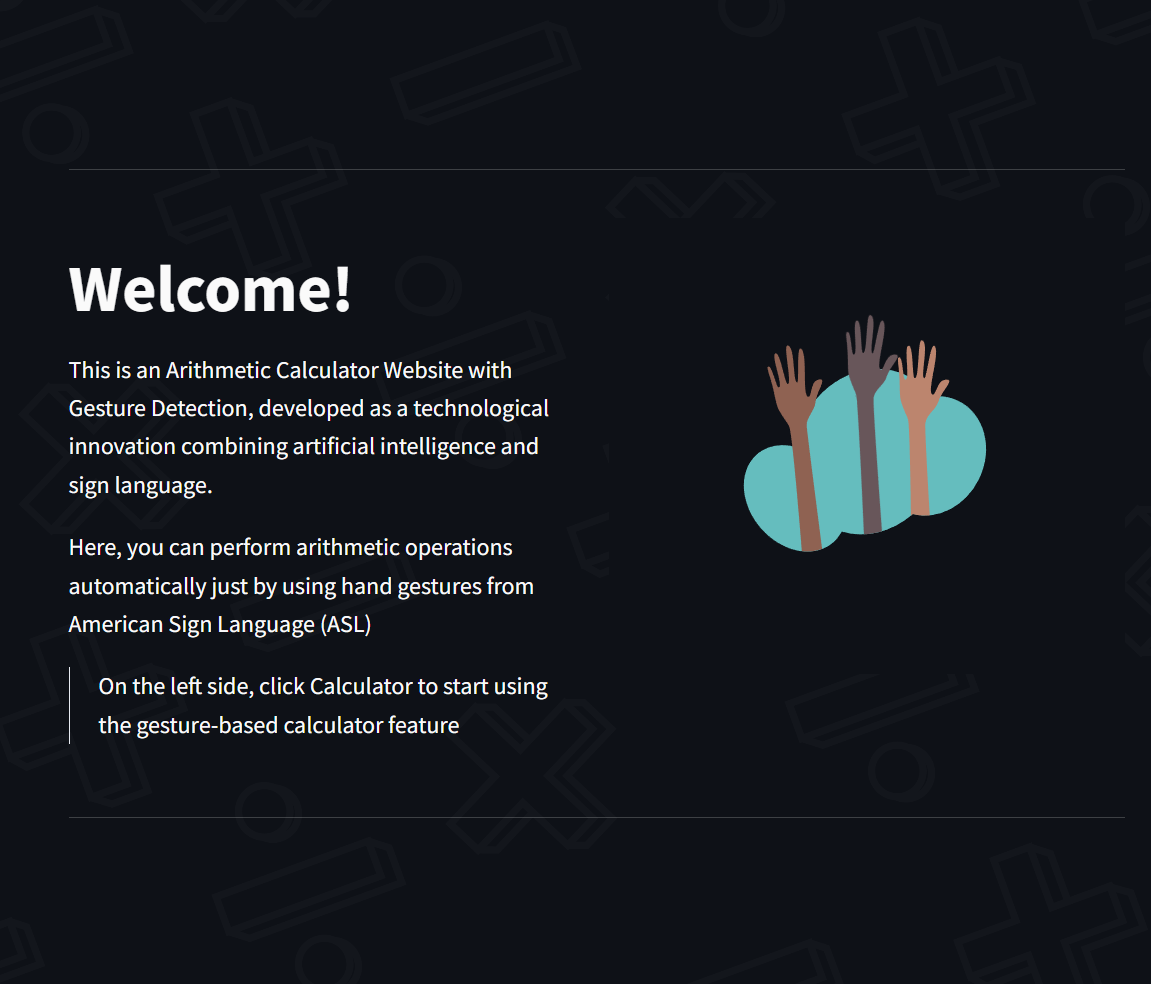 Welcome!
This is an Arithmetic Calculator Website with
Gesture Detection, developed as a technological
innovation combining artificial intelligence and
sign language.
Here, you can perform arithmetic operations
automatically just by using hand gestures from
American Sign Language (ASL)
On the left side, click Calculator to start using
the gesture-based calculator feature